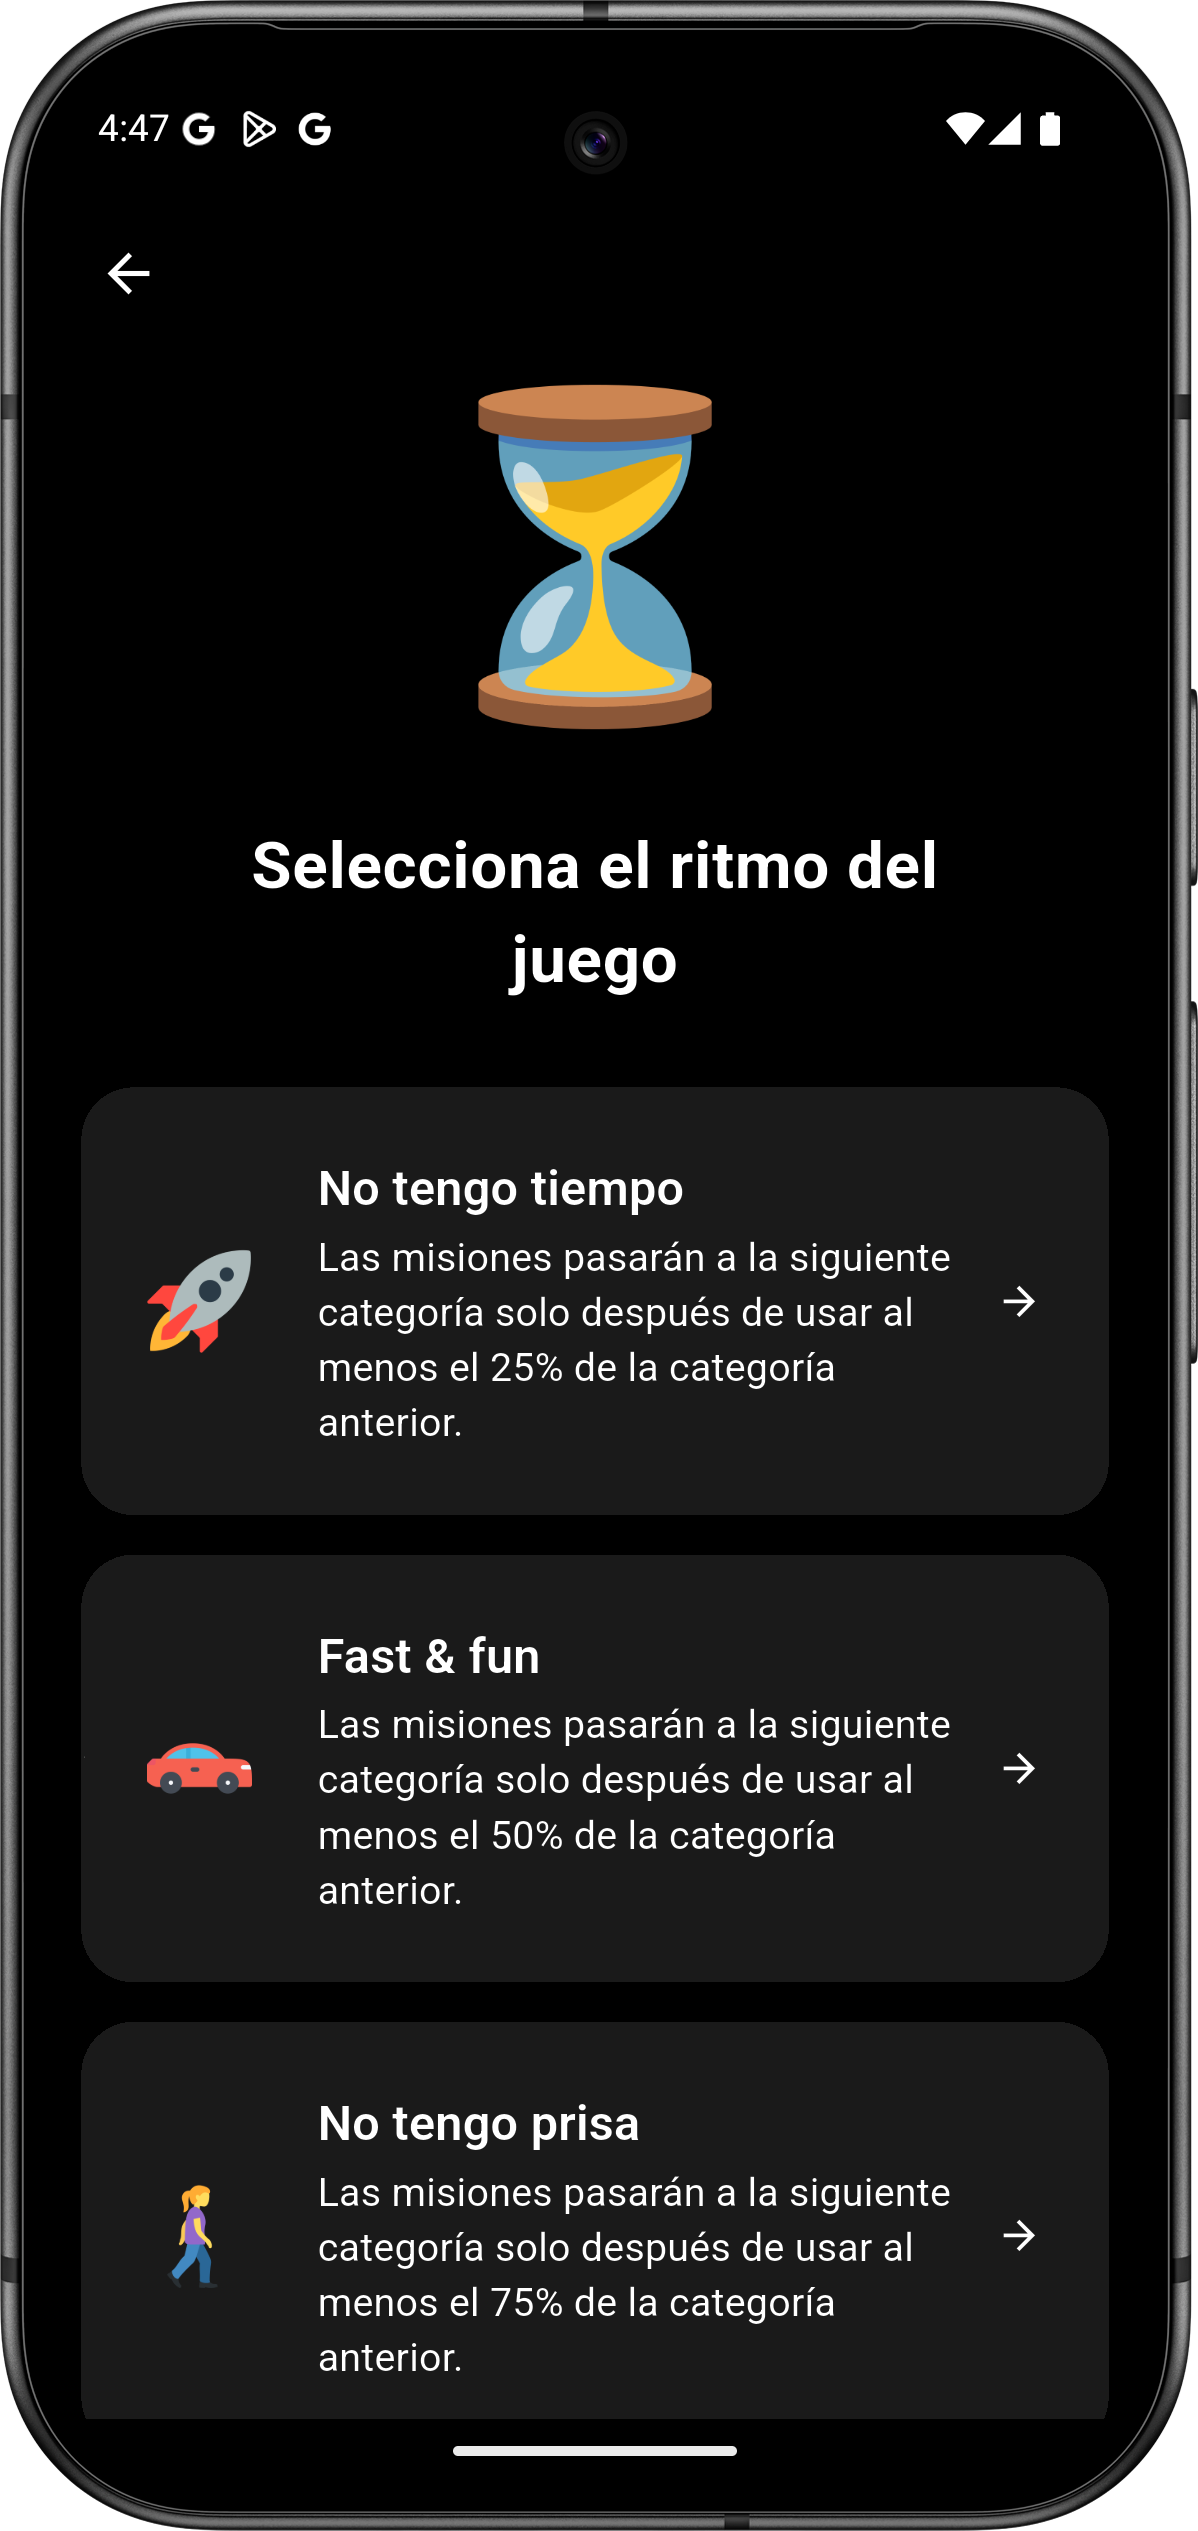 4:47
Selecciona el ritmo del
juego
No tengo tiempo
Las misiones pasarán a la siguiente
categoría solo después de usar al
menos el 25% de la categoría
anterior.
Fast & fun
Las misiones pasarán a la siguiente
categoría solo después de usar al
menos el 50% de la categoría
anterior.
No tengo prisa
Las misiones pasarán a la siguiente
categoría solo después de usar al
menos el 75% de la categoría
anterior.